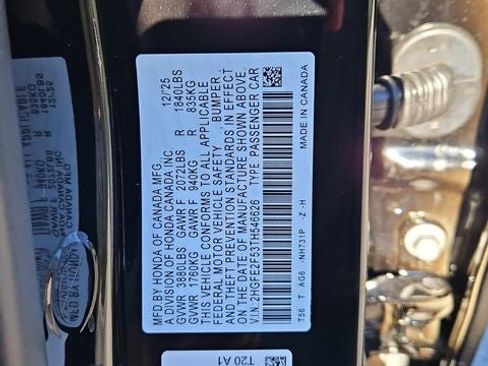 MFD.BY HONDA OF CANADA MFG.
A DIVISION OF HONDA CANADA INC. 12/25
GVWR 3880LBS GAWR F 2072LBS R 1840LBS
GVWR 1760KG GAWR F 940KG R 835KG
THIS VEHICLE CONFORMS TO ALL APPLICABLE
FEDERAL MOTOR VEHICLE SAFETY, BUMPER,
AND THEFT PREVENTION STANDARDS IN EFFECT
ON THE DATE OF MANUFACTURE SHOWN ABOVE.
V.I.N. 2HGFE2F53TH546626 TYPE:PASSENGER CAR
T56 T AG6 -NH731P -Z -H MADE IN CANADA
T20 A1